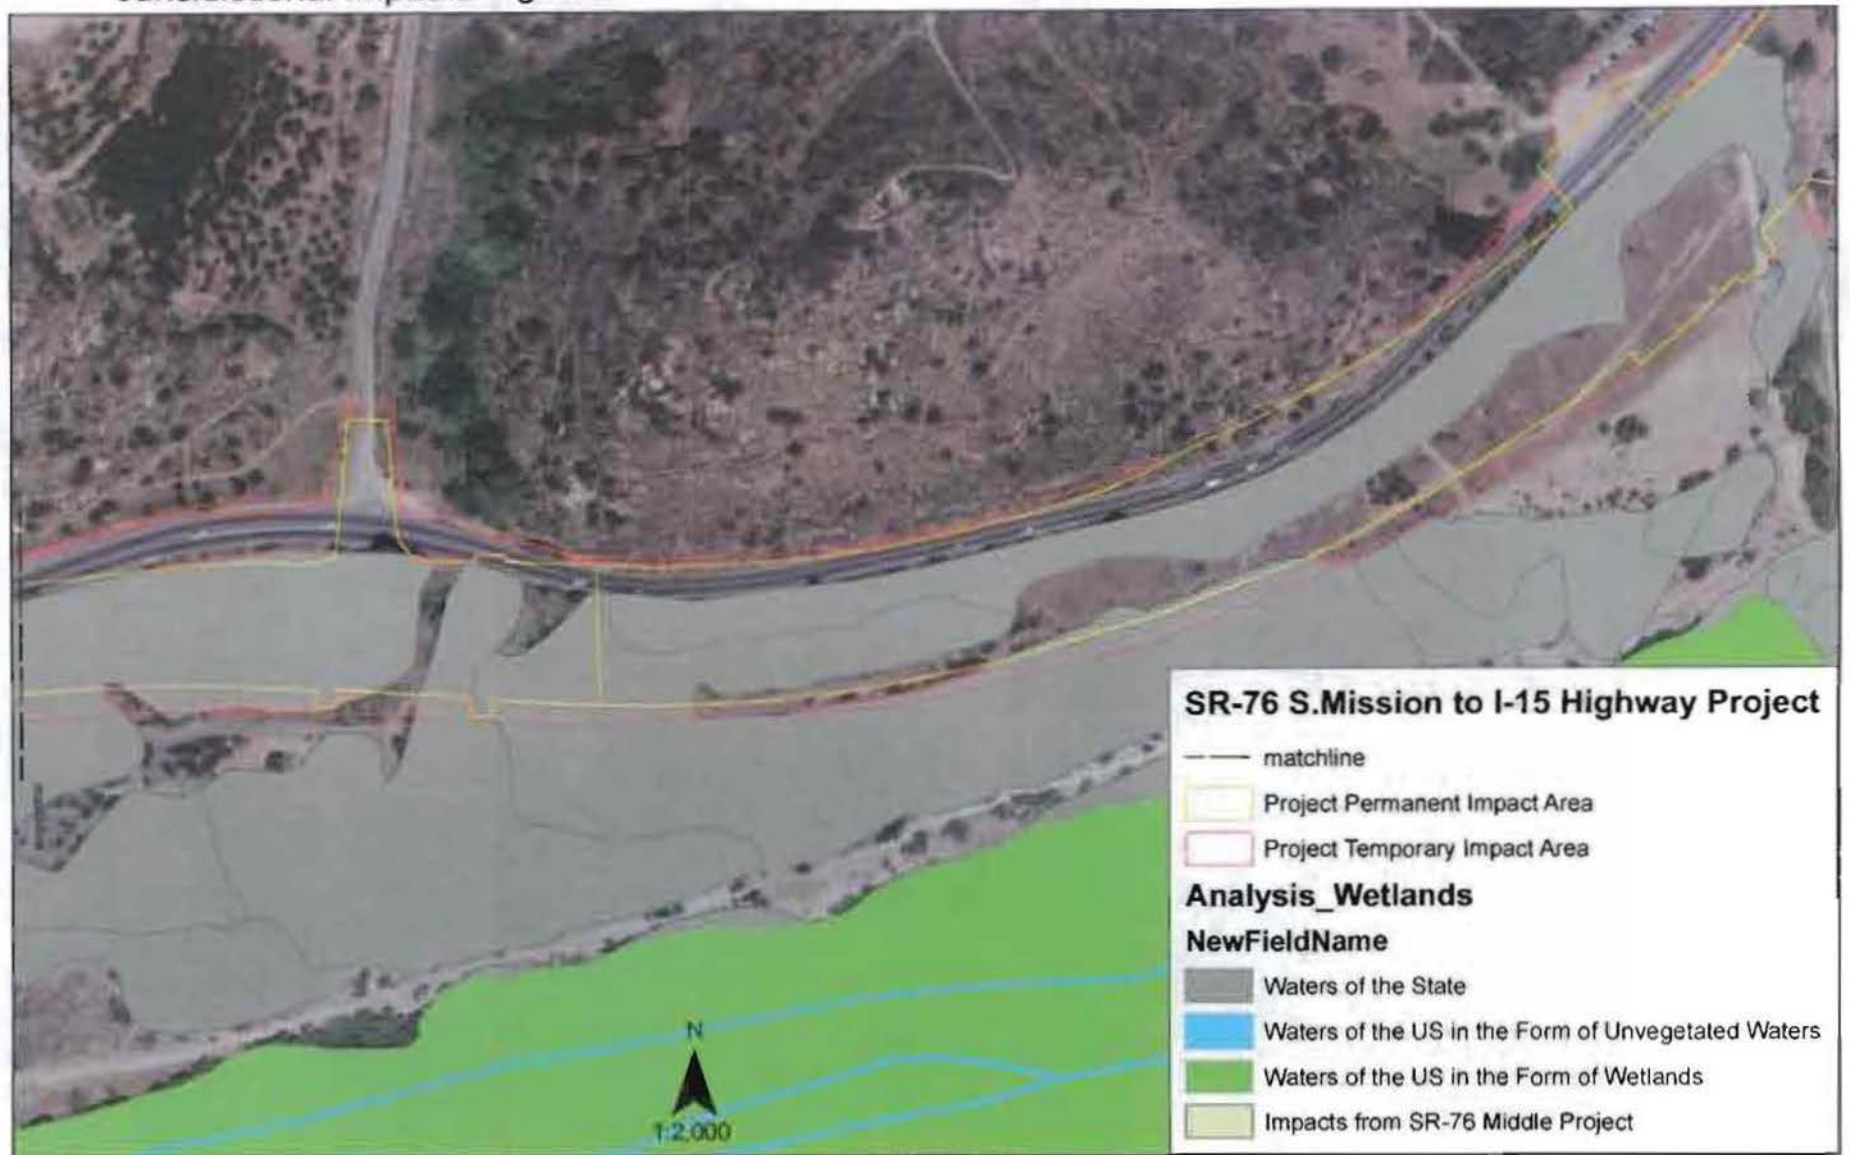 SR-76 S.Mission to I-15 Highway Project
matchline
Project Permanent Impact Area
Project Temporary Impact Area
Analysis_Wetlands
NewFieldName
Waters of the State
Waters of the US in the Form of Unvegetated Waters
Waters of the US in the Form of Wetlands
Impacts from SR-76 Middle Project
N
1:2,000